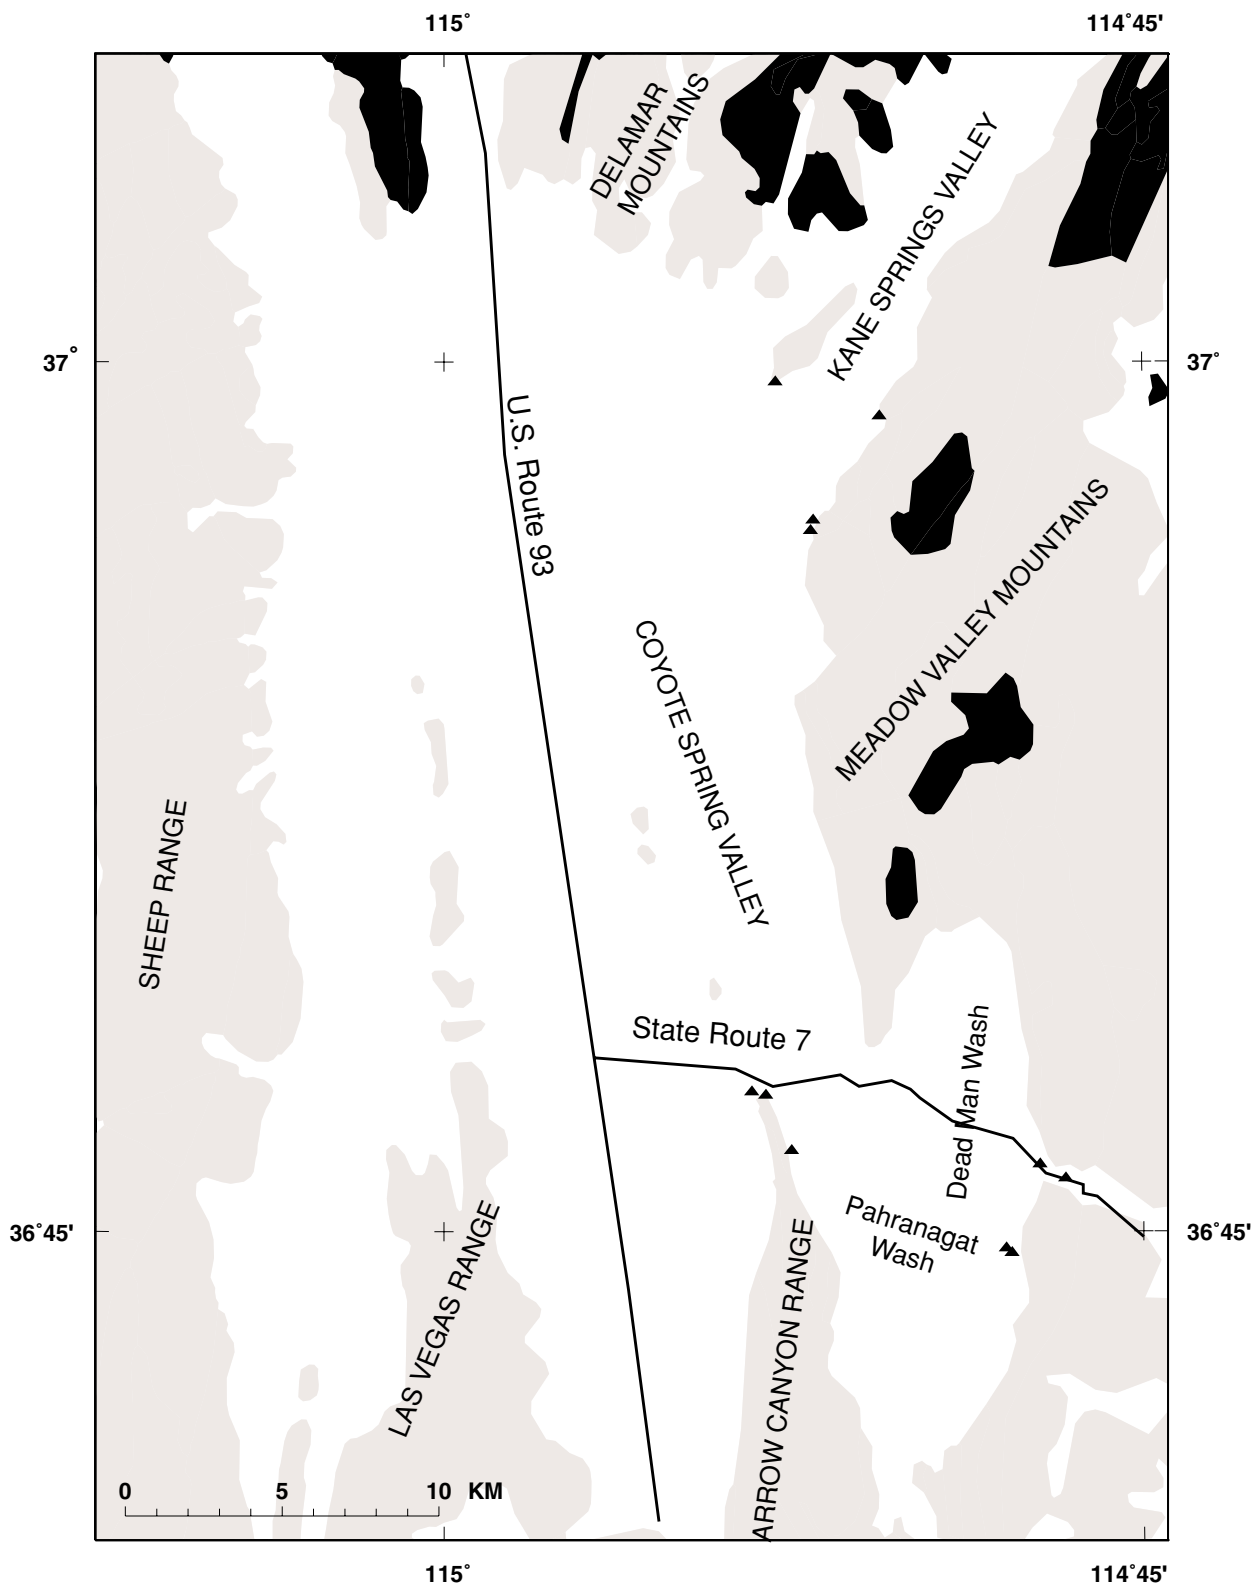 115°
114°45'
DELAMAR
MOUNTAINS
KANE SPRINGS VALLEY
37°
37°
U.S. Route 93
MEADOW VALLEY MOUNTAINS
COYOTE SPRING VALLEY
SHEEP RANGE
State Route 7
Dead Man Wash
Pahranagat
Wash
36°45'
36°45'
LAS VEGAS RANGE
ARROW CANYON RANGE
0 5 10 KM
115°
114°45'